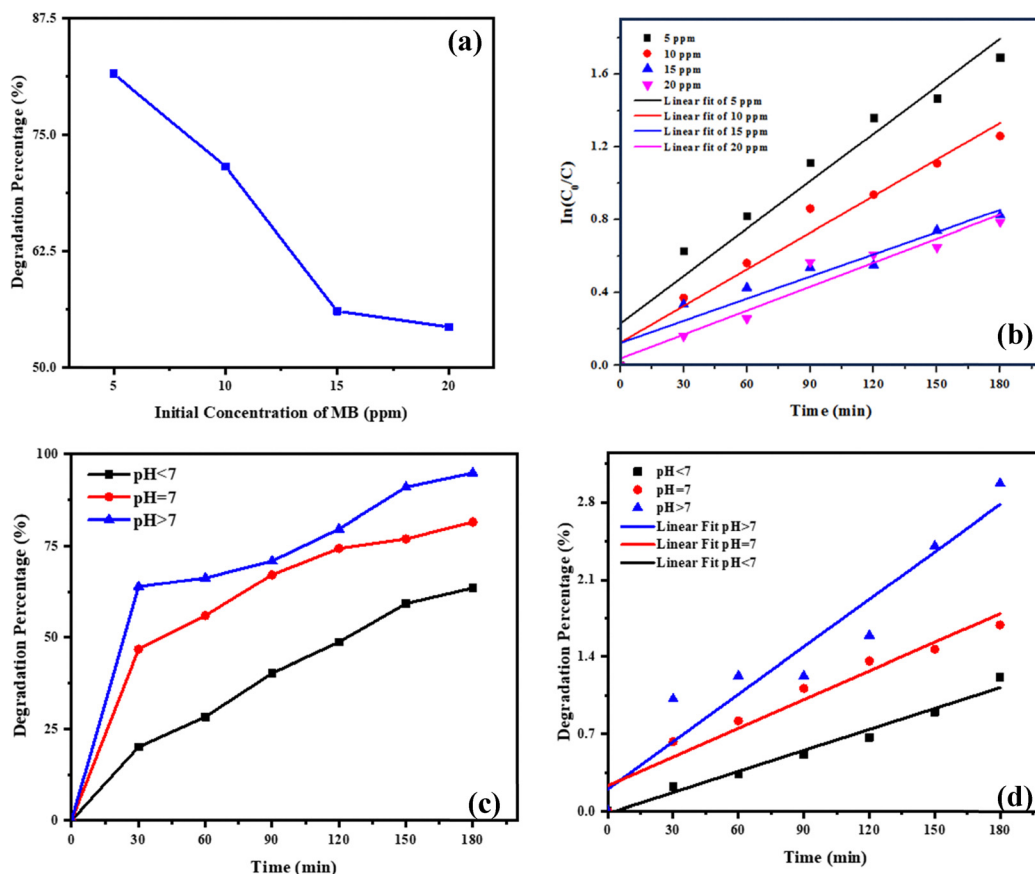 (a)
87.5
75.0
62.5
50.0
Degradation Percentage (%)
5 10 15 20
Initial Concentration of MB (ppm)
(b)
5 ppm
10 ppm
15 ppm
20 ppm
Linear fit of 5 ppm
Linear fit of 10 ppm
Linear fit of 15 ppm
Linear fit of 20 ppm
1.6
1.2
0.8
0.4
0.0
ln(C0/C)
0 30 60 90 120 150 180
Time (min)
(c)
pH<7
pH=7
pH>7
100
75
50
25
0
Degradation Percentage (%)
0 30 60 90 120 150 180
Time (min)
(d)
pH<7
pH=7
pH>7
Linear Fit pH>7
Linear Fit pH=7
Linear Fit pH<7
2.8
2.1
1.4
0.7
0.0
Degradation Percentage (%)
0 30 60 90 120 150 180
Time (min)